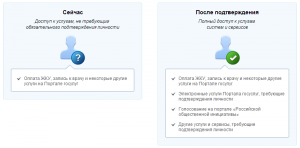 Сейчас
Доступ к услугам, не требующие
обязательного подтверждения личности
Оплата ЖКУ, запись к врачу и некоторые другие
услуги на Портале госуслуг
После подтверждения
Полный доступ к услугам
систем и сервисов
Оплата ЖКУ, запись к врачу и некоторые другие
услуги на Портале госуслуг
Электронные услуги Портала госуслуг, требующие
подтверждения личности
Голосование на портале «Российской
общественной инициативы»
Другие услуги и сервисы, требующие
подтверждения личности